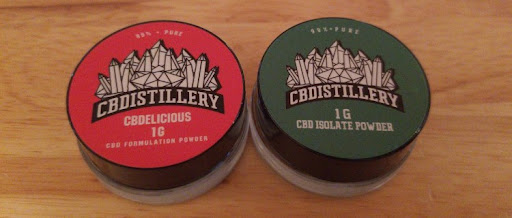 99% + PURE
CBDISTILLERY
CBDELICIOUS
1G
CBD FORMULATION POWDER
99% + PURE
CBDISTILLERY
1G
CBD ISOLATE POWDER